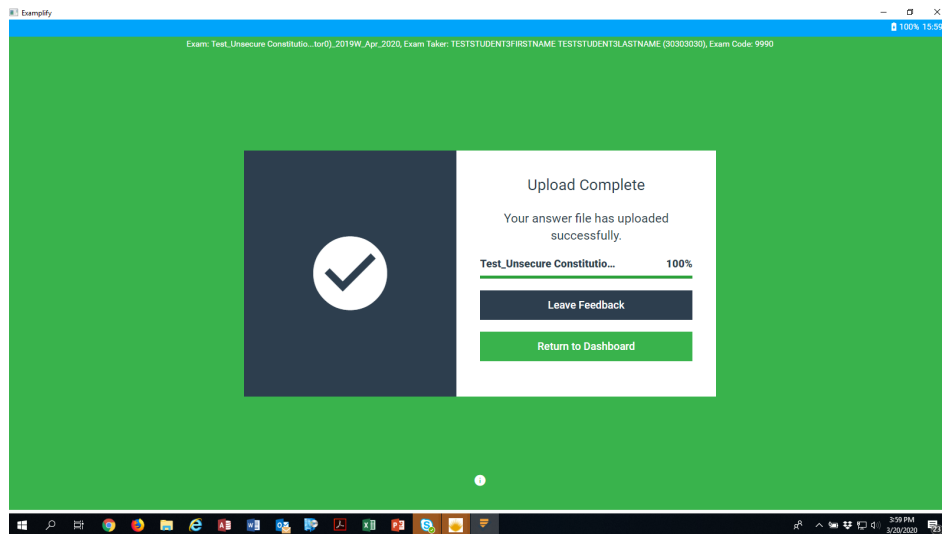 Examplify
100% 15:59
Exam: Test_Unsecure Constitutio...tor0)_2019W_Apr_2020, Exam Taker: TESTSTUDENT3FIRSTNAME TESTSTUDENT3LASTNAME (30303030), Exam Code: 9990
Upload Complete
Your answer file has uploaded
successfully.
Test_Unsecure Constitutio... 100%
Leave Feedback
Return to Dashboard
3:59 PM
3/20/2020
23